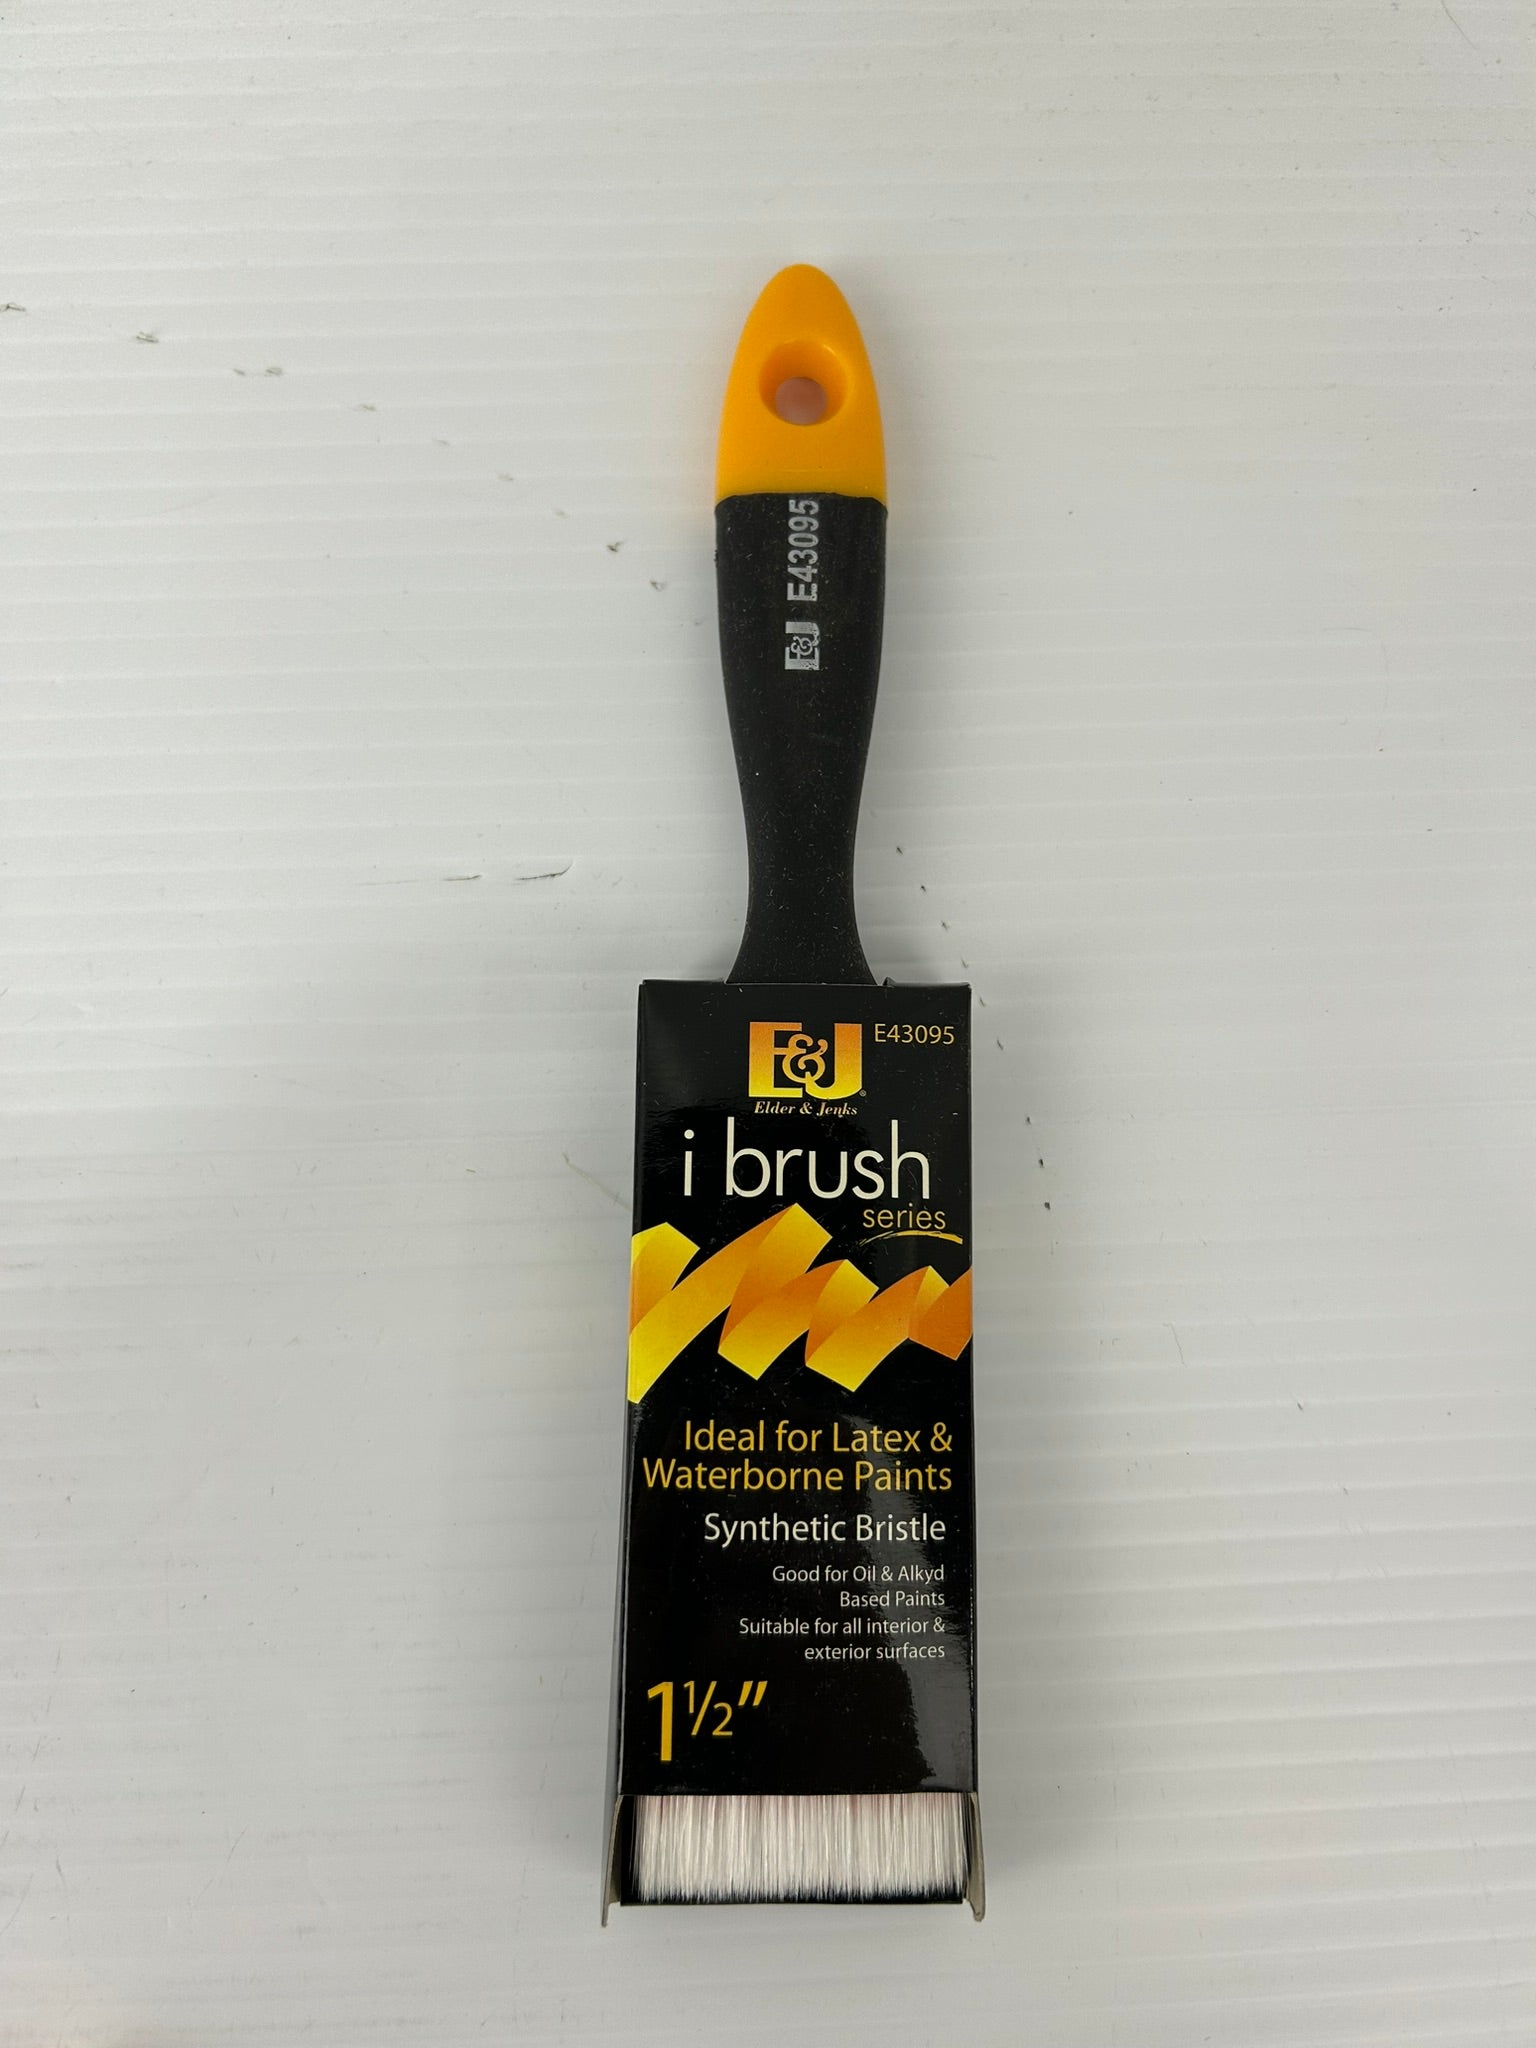 E&J E43095
E&J® E43095
Elder & Jenks
i brush
series
Ideal for Latex &
Waterborne Paints
Synthetic Bristle
Good for Oil & Alkyd
Based Paints
Suitable for all interior &
exterior surfaces
1½"